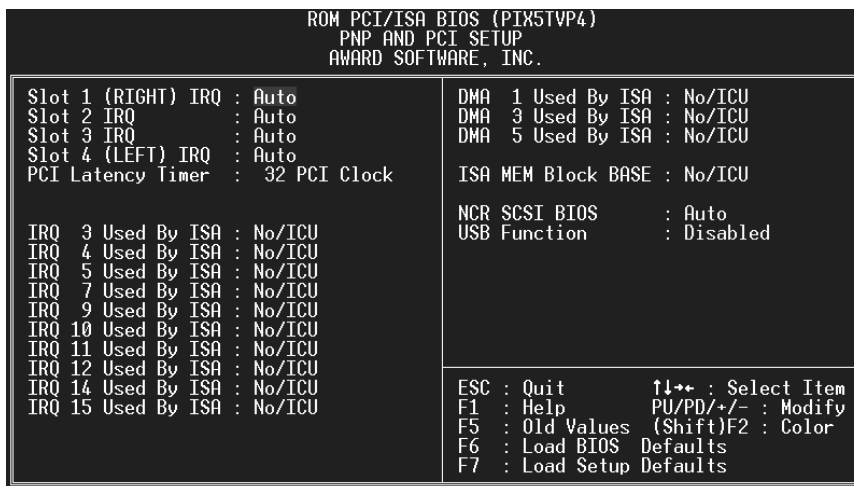 ROM PCI/ISA BIOS (PIX5TVP4)
PNP AND PCI SETUP
AWARD SOFTWARE, INC.
Slot 1 (RIGHT) IRQ : Auto
Slot 2 IRQ : Auto
Slot 3 IRQ : Auto
Slot 4 (LEFT) IRQ : Auto
PCI Latency Timer : 32 PCI Clock
IRQ 3 Used By ISA : No/ICU
IRQ 4 Used By ISA : No/ICU
IRQ 5 Used By ISA : No/ICU
IRQ 7 Used By ISA : No/ICU
IRQ 9 Used By ISA : No/ICU
IRQ 10 Used By ISA : No/ICU
IRQ 11 Used By ISA : No/ICU
IRQ 12 Used By ISA : No/ICU
IRQ 14 Used By ISA : No/ICU
IRQ 15 Used By ISA : No/ICU
DMA 1 Used By ISA : No/ICU
DMA 3 Used By ISA : No/ICU
DMA 5 Used By ISA : No/ICU
ISA MEM Block BASE : No/ICU
NCR SCSI BIOS : Auto
USB Function : Disabled
ESC : Quit ↑↓→← : Select Item
F1 : Help PU/PD/+/- : Modify
F5 : Old Values (Shift)F2 : Color
F6 : Load BIOS Defaults
F7 : Load Setup Defaults